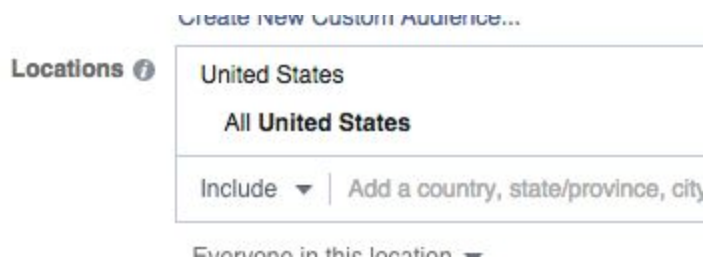 Create New Custom Audience...
Locations i
United States
All United States
Include | Add a country, state/province, city
Everyone in this location